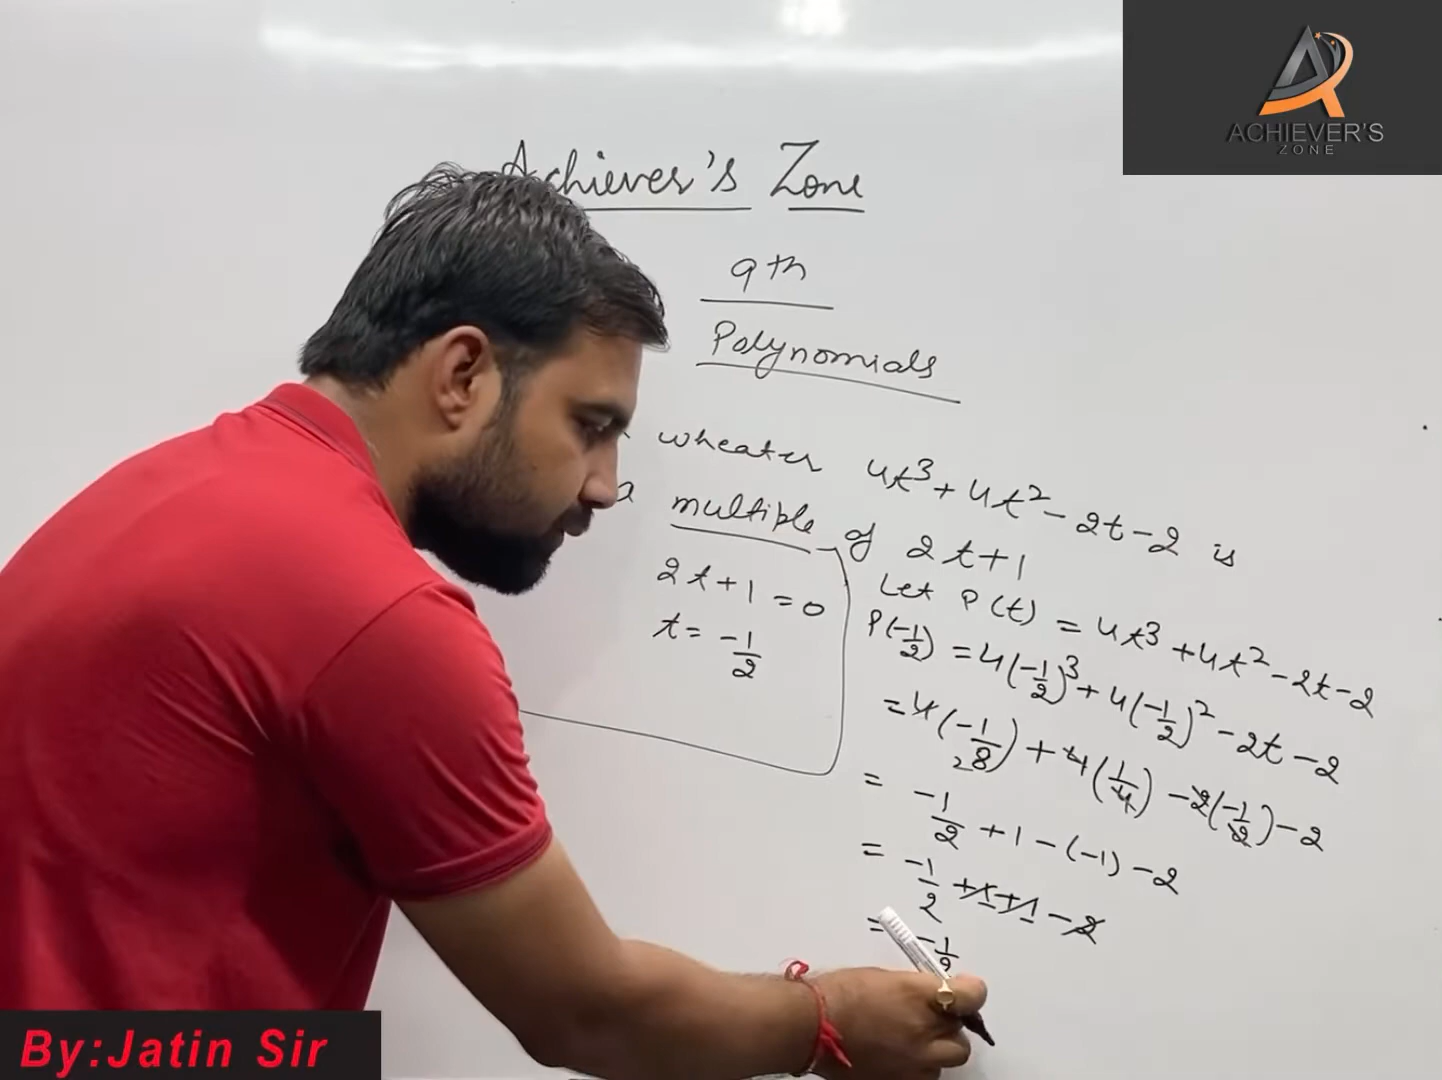 ACHIEVER'S
ZONE
Achiever's Zone
9th
Polynomials
wheater 4t³+4t²-2t-2 is
a multiple of 2t+1
2t+1=0
t= -1/2
Let P(t) = 4t³+4t²-2t-2
P(-1/2) = 4(-1/2)³+4(-1/2)²-2t-2
=4(-1/8)+4(1/4)-2(-1/2)-2
2
= -1/2 +1-(-1)-2
= -1/2 +1+1-2
= -1/2
By:Jatin Sir